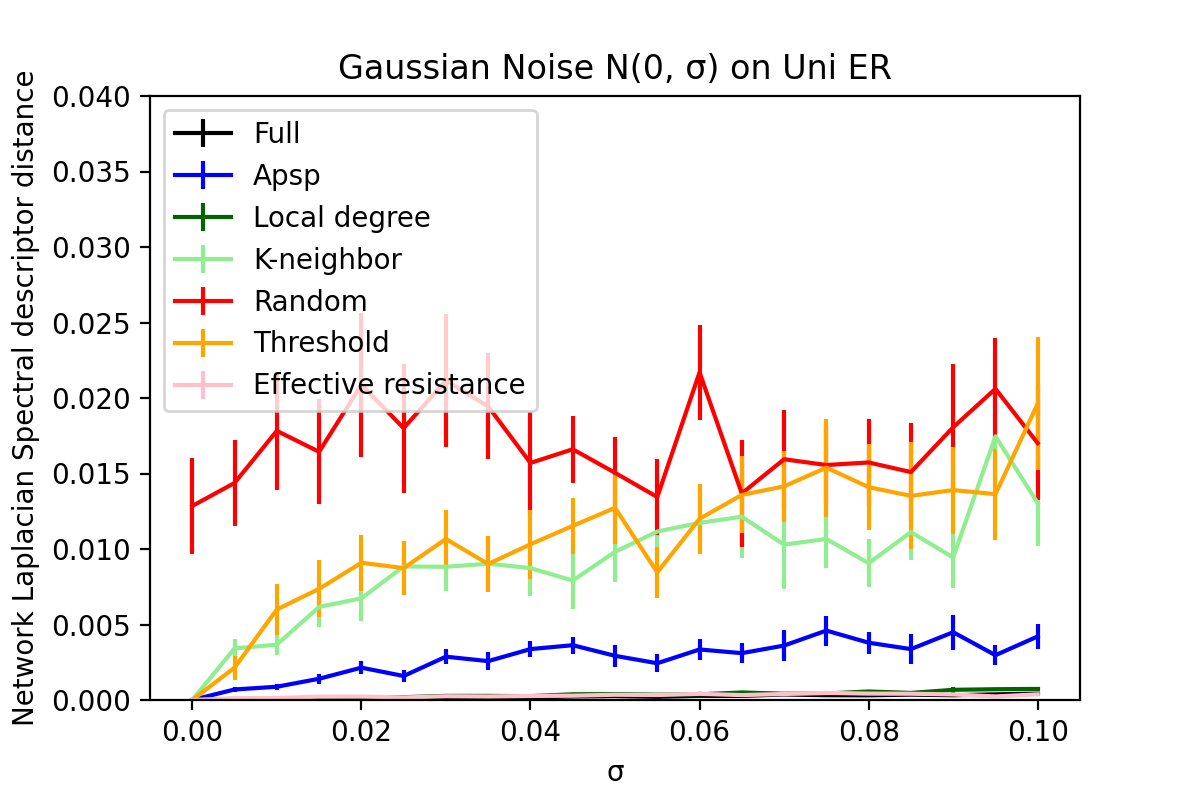 Gaussian Noise N(0, σ) on Uni ER
Network Laplacian Spectral descriptor distance
0.040
0.035
0.030
0.025
0.020
0.015
0.010
0.005
0.000
Full
Apsp
Local degree
K-neighbor
Random
Threshold
Effective resistance
0.00 0.02 0.04 0.06 0.08 0.10
σ